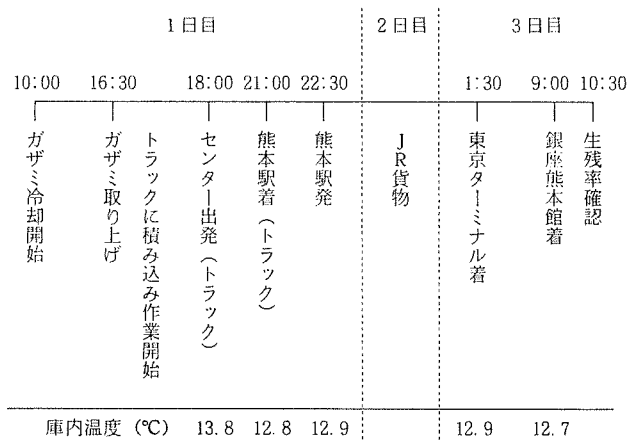 1日目 2日目 3日目
10:00 16:30 18:00 21:00 22:30 1:30 9:00 10:30
ガザミ冷却開始
ガザミ取り上げ
トラックに積み込み作業開始
センター出発(トラック)
熊本駅着(トラック)
熊本駅発
JR貨物
東京ターミナル着
銀座熊本館着
生残率確認
庫内温度(℃) 13.8 12.8 12.9 12.9 12.7